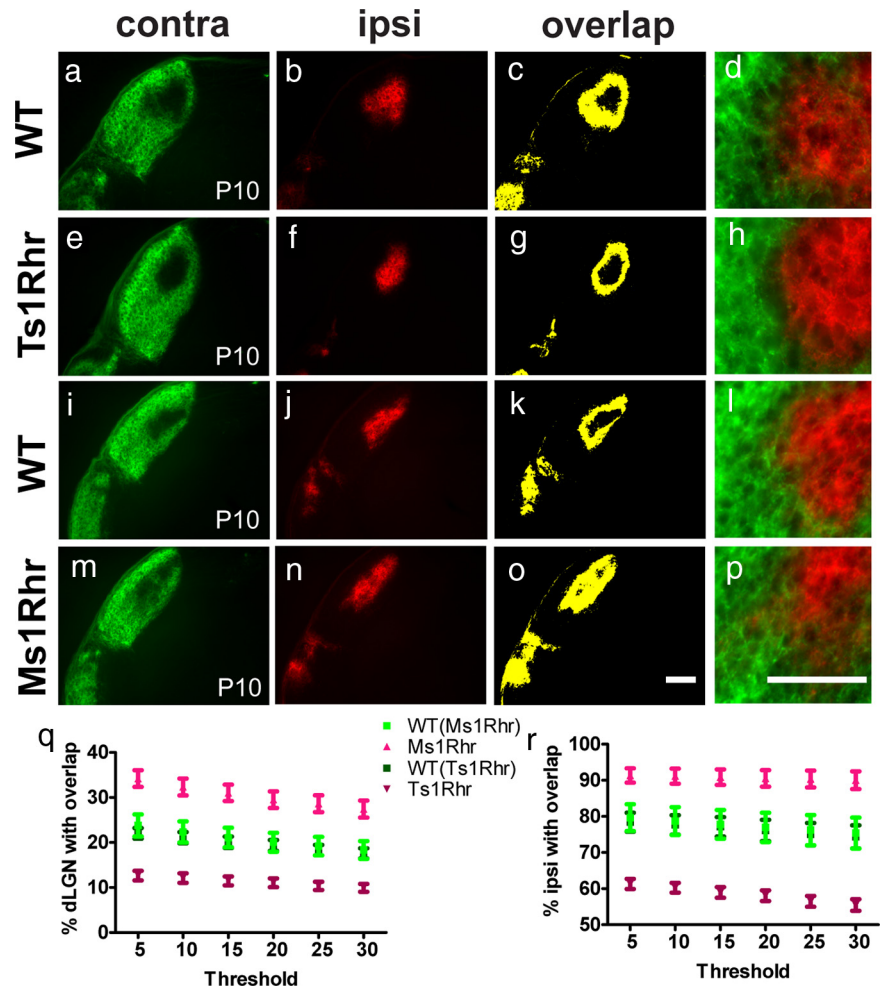 contra ipsi overlap
WT a P10 b c d
Ts1Rhr e P10 f g h
WT i P10 j k l
Ms1Rhr m P10 n o p
q
WT(Ms1Rhr)
Ms1Rhr
WT(Ts1Rhr)
Ts1Rhr
% dLGN with overlap
40
30
20
10
0
5 10 15 20 25 30
Threshold
r
% ipsi with overlap
100
90
80
70
60
50
5 10 15 20 25 30
Threshold